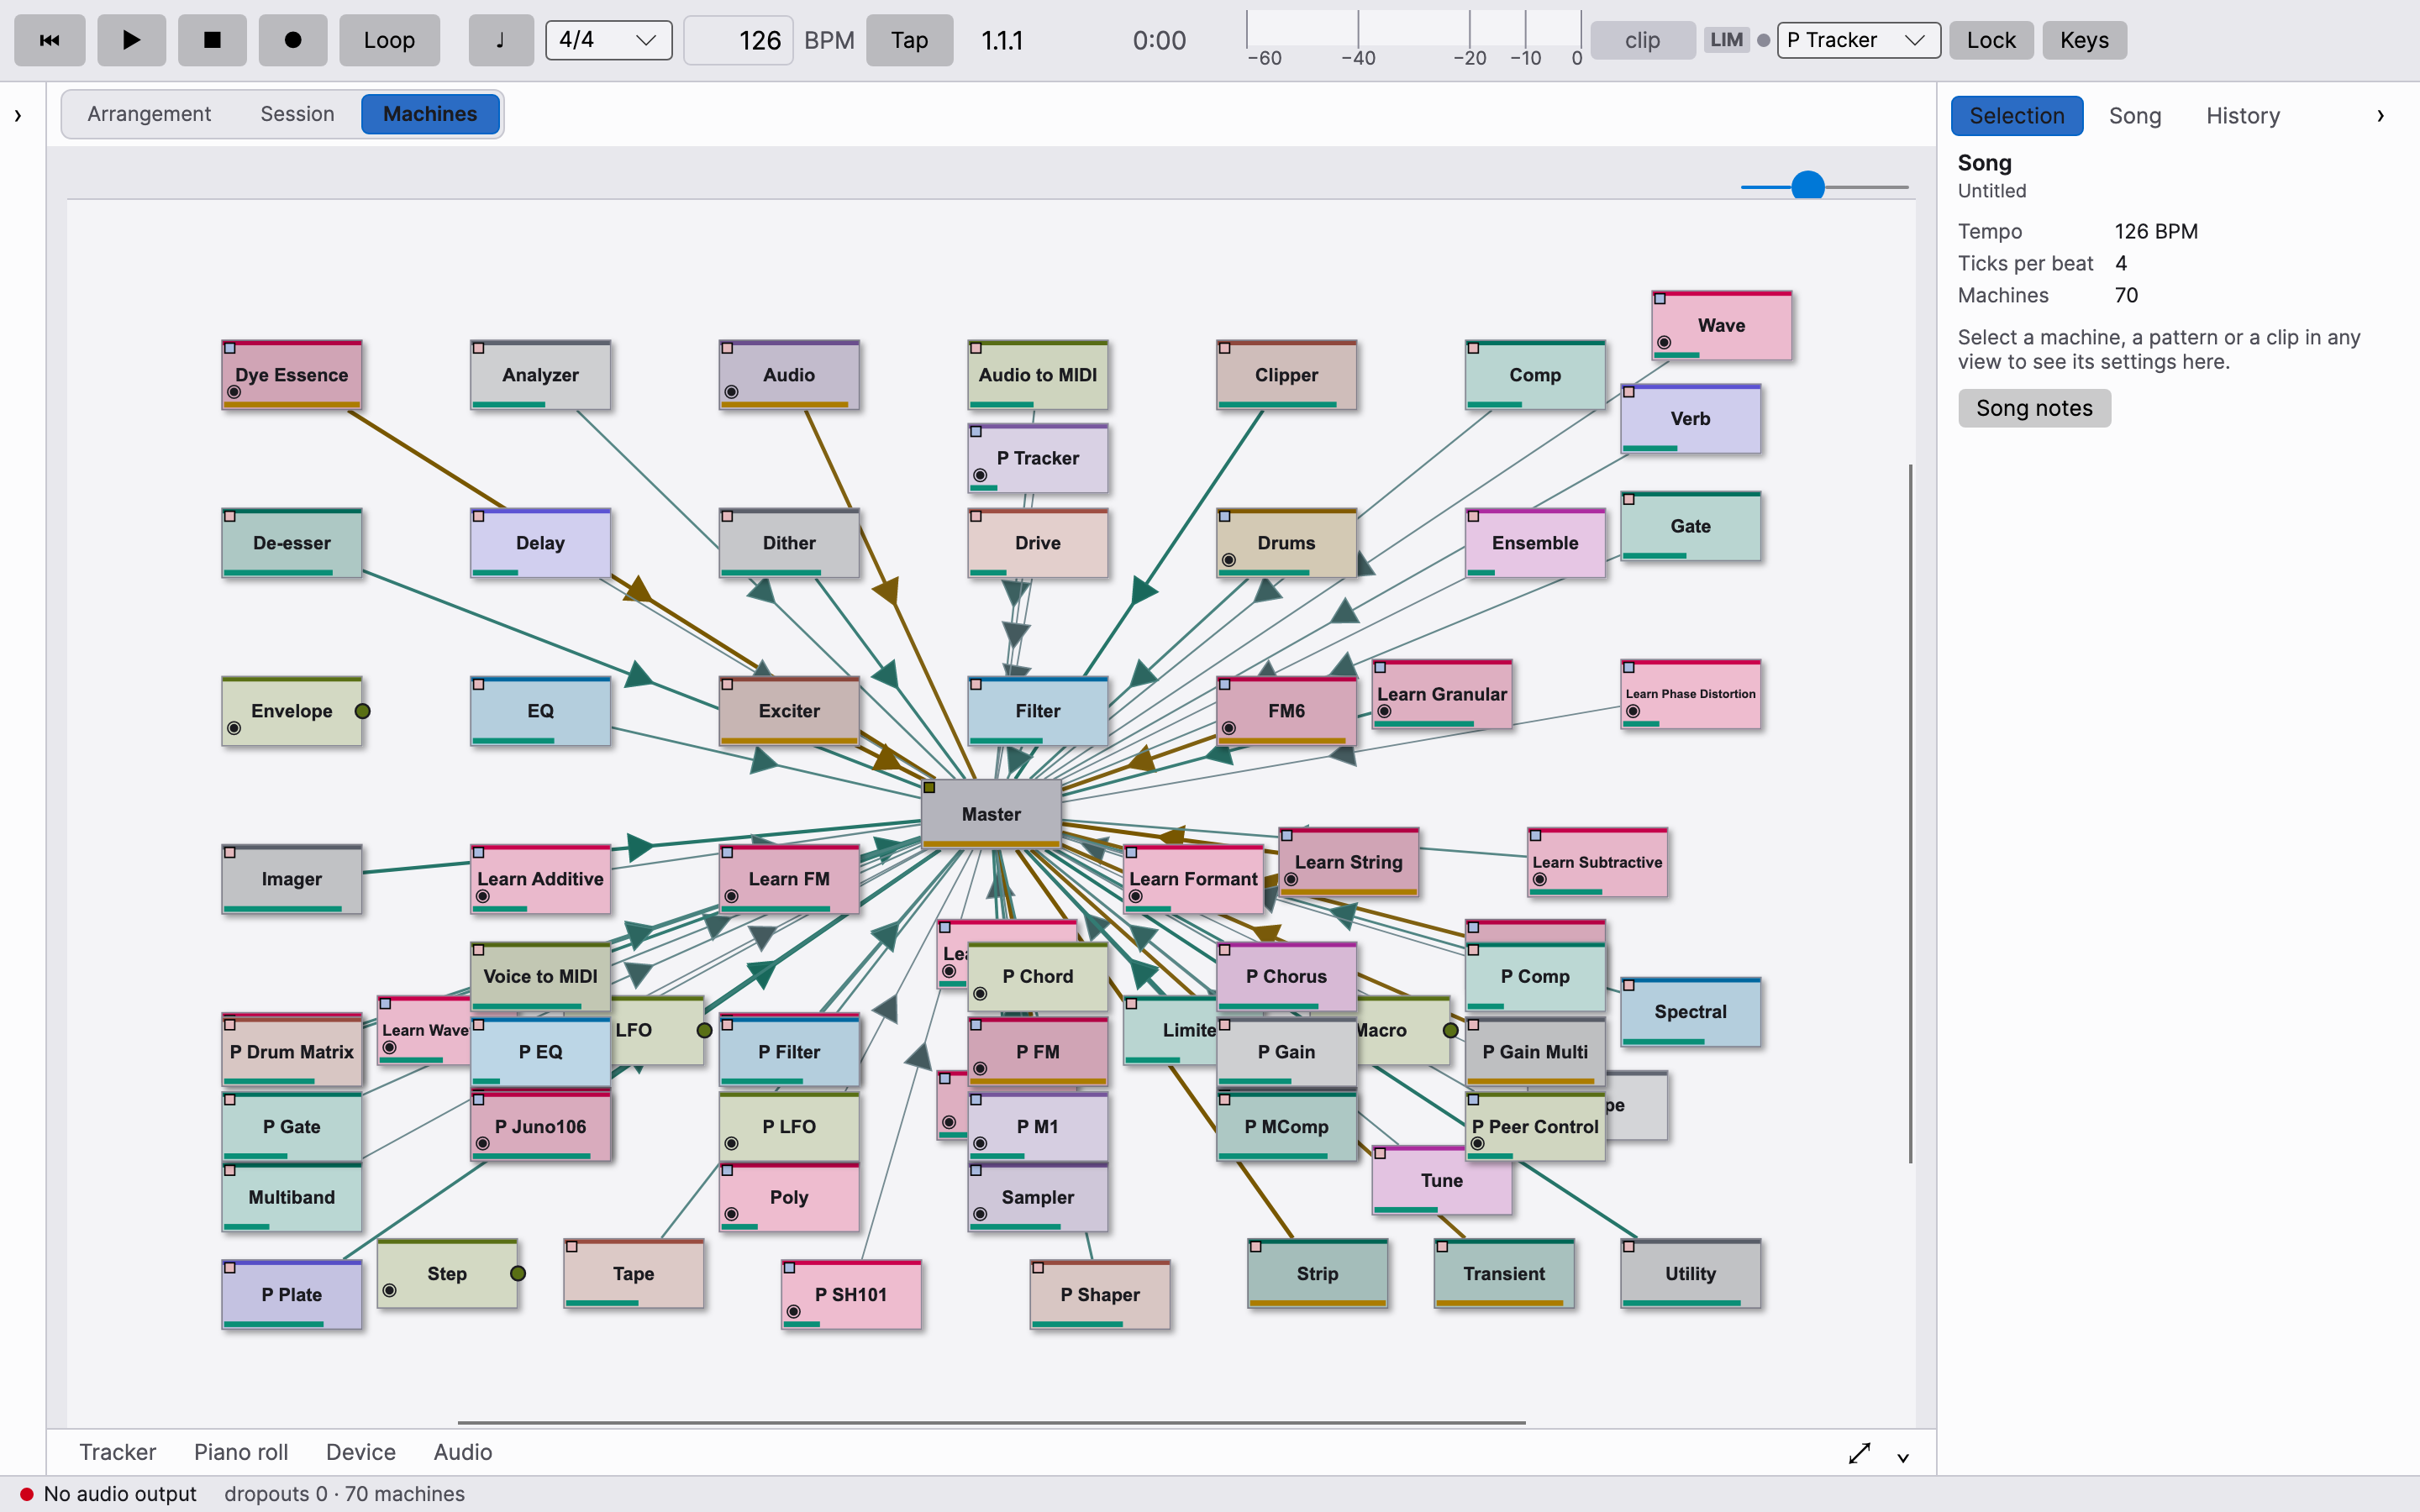 Loop
4/4
126 BPM
Tap
1.1.1
0:00
−60 −40 −20 −10 0
clip
LIM
P Tracker
Lock
Keys
Arrangement
Session
Machines
Selection
Song
History
Song
Untitled
Tempo 126 BPM
Ticks per beat 4
Machines 70
Select a machine, a pattern or a clip in any
view to see its settings here.
Song notes
Wave
Dye Essence
Analyzer
Audio
Audio to MIDI
Clipper
Comp
Verb
P Tracker
De-esser
Delay
Dither
Drive
Drums
Ensemble
Gate
Envelope
EQ
Exciter
Filter
FM6
Learn Granular
Learn Phase Distortion
Master
Imager
Learn Additive
Learn FM
Learn Formant
Learn String
Learn Subtractive
Voice to MIDI
P Chord
P Chorus
P Comp
Spectral
P Drum Matrix
Learn Wave
P EQ
LFO
P Filter
P FM
Limite
P Gain
Macro
P Gain Multi
P Gate
P Juno106
P LFO
P M1
P MComp
P Peer Control
pe
Multiband
Poly
Sampler
Tune
P Plate
Step
Tape
P SH101
P Shaper
Strip
Transient
Utility
Tracker
Piano roll
Device
Audio
No audio output
dropouts 0 · 70 machines